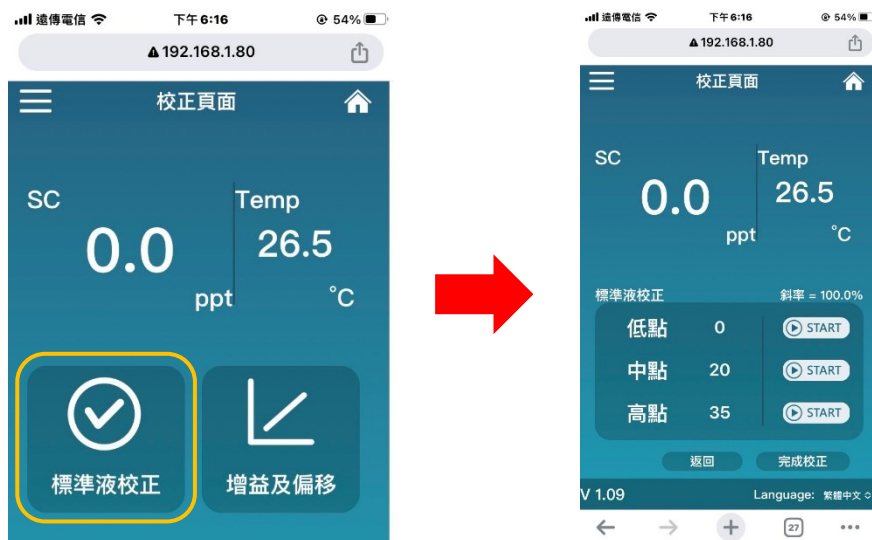 遠傳電信 下午 6:16 54%
192.168.1.80
校正頁面
SC Temp
0.0 26.5
ppt °C
標準液校正 增益及偏移
遠傳電信 下午 6:16 54%
192.168.1.80
校正頁面
SC Temp
0.0 26.5
ppt °C
標準液校正 斜率 = 100.0%
低點 0 START
中點 20 START
高點 35 START
返回 完成校正
V 1.09 Language: 繁體中文
27